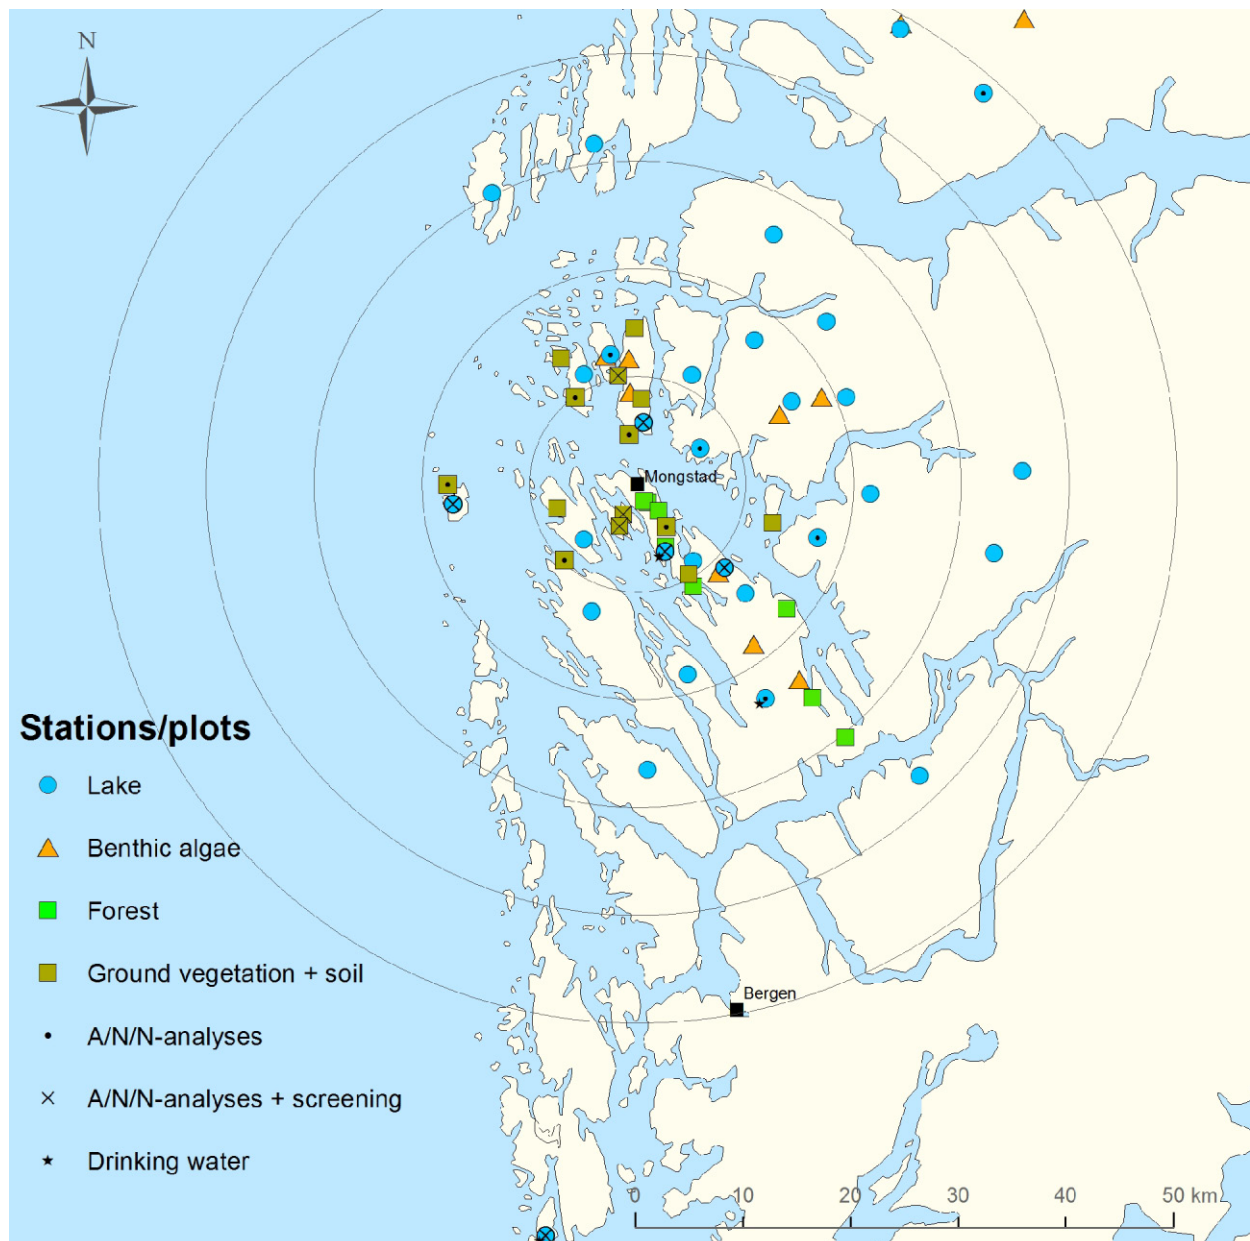 N
Mongstad
Stations/plots
Lake
Benthic algae
Forest
Ground vegetation + soil
Bergen
A/N/N-analyses
A/N/N-analyses + screening
Drinking water
0 10 20 30 40 50 km